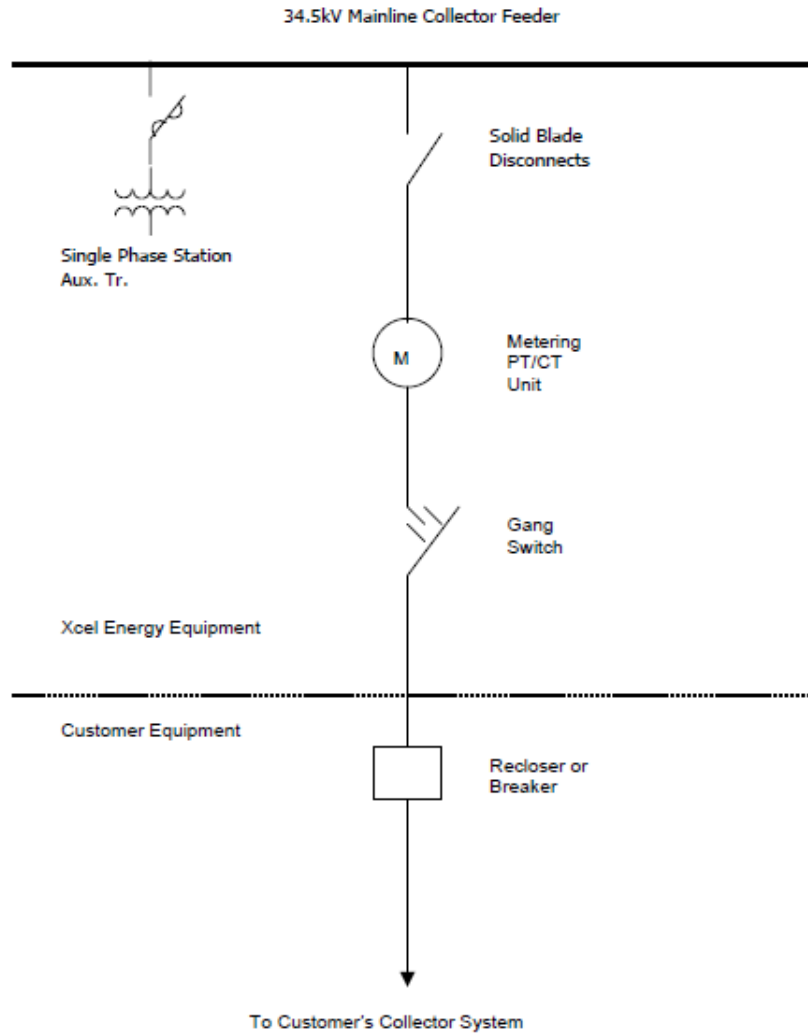 34.5kV Mainline Collector Feeder
Solid Blade
Disconnects
Single Phase Station
Aux. Tr.
M
Metering
PT/CT
Unit
Gang
Switch
Xcel Energy Equipment
Customer Equipment
Recloser or
Breaker
To Customer's Collector System